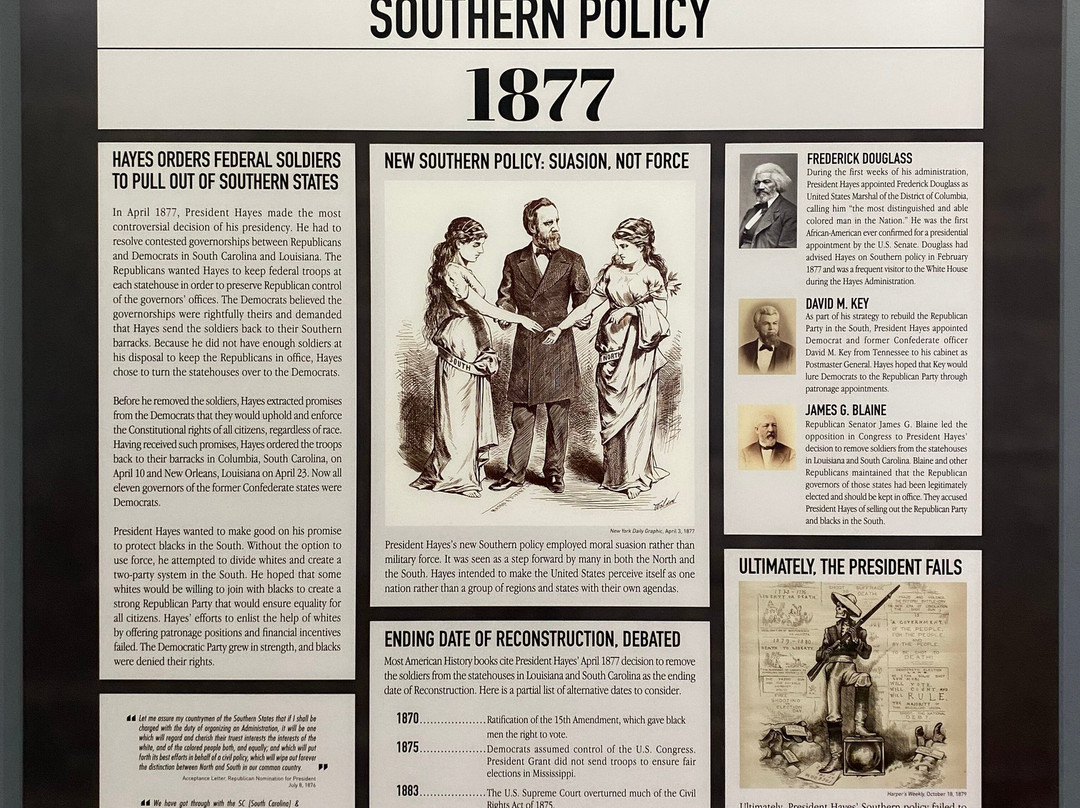 SOUTHERN POLICY
1877
HAYES ORDERS FEDERAL SOLDIERS
TO PULL OUT OF SOUTHERN STATES
In April 1877, President Hayes made the most
controversial decision of his presidency. He had to
resolve contested governorships between Republicans
and Democrats in South Carolina and Louisiana. The
Republicans wanted Hayes to keep federal troops at
each statehouse in order to preserve Republican control
of the governors' offices. The Democrats believed the
governorships were rightfully theirs and demanded
that Hayes send the soldiers back to their Southern
barracks. Because he did not have enough soldiers at
his disposal to keep the Republicans in office, Hayes
chose to turn the statehouses over to the Democrats.
Before he removed the soldiers, Hayes extracted promises
from the Democrats that they would uphold and enforce
the Constitutional rights of all citizens, regardless of race.
Having received such promises, Hayes ordered the troops
back to their barracks in Columbia, South Carolina, on
April 10 and New Orleans, Louisiana on April 23. Now all
eleven governors of the former Confederate states were
Democrats.
President Hayes wanted to make good on his promise
to protect blacks in the South. Without the option to
use force, he attempted to divide whites and create a
two-party system in the South. He hoped that some
whites would be willing to join with blacks to create a
strong Republican Party that would ensure equality for
all citizens. Hayes' efforts to enlist the help of whites
by offering patronage positions and financial incentives
failed. The Democratic Party grew in strength, and blacks
were denied their rights.
“ Let me assure my countrymen of the Southern States that if I shall be
charged with the duty of organizing an Administration, it will be one
which will regard and cherish their truest interests the interests of the
white, and of the colored people both, and equally; and which will put
forth its best efforts in behalf of a civil policy, which will wipe out forever
the distinction between North and South in our common country. ”
Acceptance Letter, Republican Nomination for President
July 8, 1876
“ We have got through with the SC (South Carolina) &
NEW SOUTHERN POLICY: SUASION, NOT FORCE
SOUTH
NORTH
New York Daily Graphic, April 3, 1877
President Hayes's new Southern policy employed moral suasion rather than
military force. It was seen as a step forward by many in both the North and
the South. Hayes intended to make the United States perceive itself as one
nation rather than a group of regions and states with their own agendas.
ENDING DATE OF RECONSTRUCTION, DEBATED
Most American History books cite President Hayes' April 1877 decision to remove
the soldiers from the statehouses in Louisiana and South Carolina as the ending
date of Reconstruction. Here is a partial list of alternative dates to consider.
1870................Ratification of the 15th Amendment, which gave black
men the right to vote.
1875................Democrats assumed control of the U.S. Congress.
President Grant did not send troops to ensure fair
elections in Mississippi.
1883................The U.S. Supreme Court overturned much of the Civil
Rights Act of 1875.
FREDERICK DOUGLASS
During the first weeks of his administration,
President Hayes appointed Frederick Douglass as
United States Marshal of the District of Columbia,
calling him “the most distinguished and able
colored man in the Nation.” He was the first
African-American ever confirmed for a presidential
appointment by the U.S. Senate. Douglass had
advised Hayes on Southern policy in February
1877 and was a frequent visitor to the White House
during the Hayes Administration.
DAVID M. KEY
As part of his strategy to rebuild the Republican
Party in the South, President Hayes appointed
Democrat and former Confederate officer
David M. Key from Tennessee to his cabinet as
Postmaster General. Hayes hoped that Key would
lure Democrats to the Republican Party through
patronage appointments.
JAMES G. BLAINE
Republican Senator James G. Blaine led the
opposition in Congress to President Hayes'
decision to remove soldiers from the statehouses
in Louisiana and South Carolina. Blaine and other
Republicans maintained that the Republican
governors of those states had been legitimately
elected and should be kept in office. They accused
President Hayes of selling out the Republican Party
and blacks in the South.
ULTIMATELY, THE PRESIDENT FAILS
LIBERTY OR DEATH
DEATH
A GOVERNMENT
OF THE PEOPLE
FOR THE PEOPLE
DEATH
WILL VOTE
RULE
Harper's Weekly, October 18, 1879
Ultimately, President Hayes' Southern policy failed to